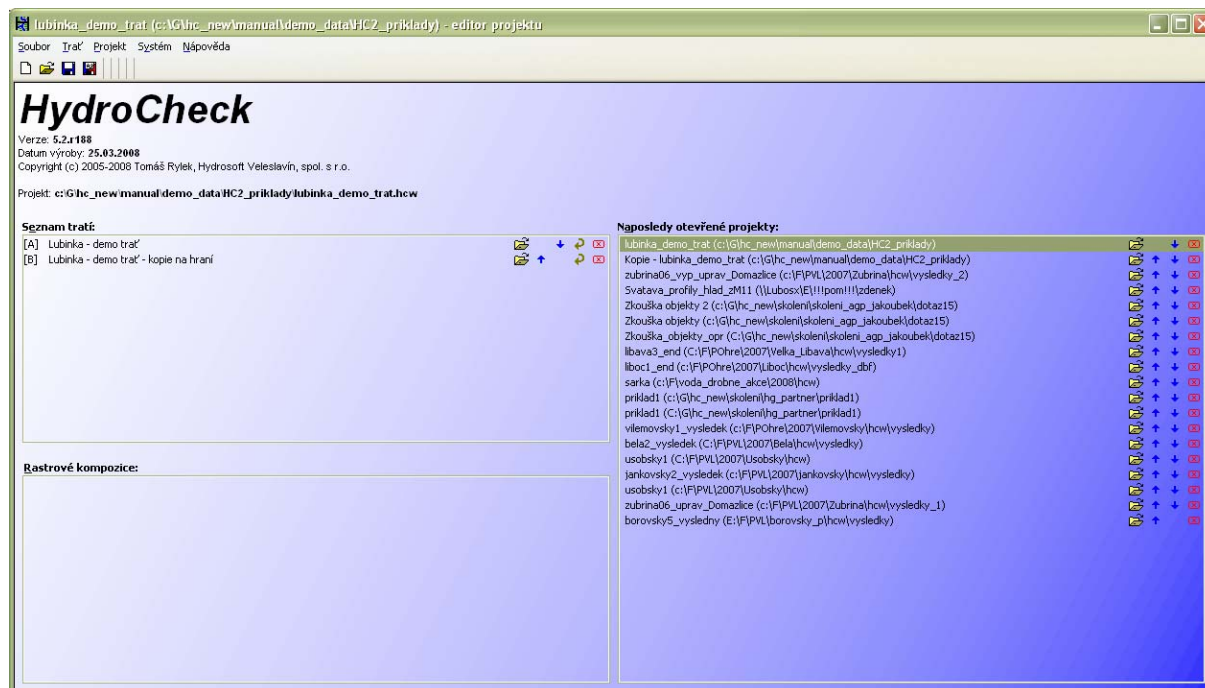 lubinka_demo_trat (c:\G\hc_new\manual\demo_data\HC2_priklady) - editor projektu
Soubor Trať Projekt Systém Nápověda
HydroCheck
Verze: 5.2.r188
Datum výroby: 25.03.2008
Copyright (c) 2005-2008 Tomáš Rylek, Hydrosoft Veleslavín, spol. s r.o.
Projekt: c:\G\hc_new\manual\demo_data\HC2_priklady\lubinka_demo_trat.hcw
Seznam tratí:
[A] Lubinka - demo trať
[B] Lubinka - demo trať - kopie na hraní
Rastrové kompozice:
Naposledy otevřené projekty:
lubinka_demo_trat (c:\G\hc_new\manual\demo_data\HC2_priklady)
Kopie - lubinka_demo_trat (c:\G\hc_new\manual\demo_data\HC2_priklady)
zubrina06_vyp_uprav_Domazlice (c:\F\PVL\2007\Zubrina\hcw\vysledky_2)
Svatava_profily_hlad_zM11 (\\Lubosx\E\!!!pom!!!\zdenek)
Zkouška objekty 2 (c:\G\hc_new\skoleni\skoleni_agp_jakoubek\dotaz15)
Zkouška objekty (c:\G\hc_new\skoleni\skoleni_agp_jakoubek\dotaz15)
Zkouška_objekty_opr (C:\G\hc_new\skoleni\skoleni_agp_jakoubek\dotaz15)
libava3_end (C:\F\POhre\2007\Velka_Libava\hcw\vysledky1)
liboc1_end (c:\F\POhre\2007\Liboc\hcw\vysledky_dbf)
sarka (c:\F\voda_drobne_akce\2008\hcw)
priklad1 (c:\G\hc_new\skoleni\hg_partner\priklad1)
priklad1 (C:\G\hc_new\skoleni\hg_partner\priklad1)
vilemovsky1_vysledek (c:\F\POhre\2007\Vilemovsky\hcw\vysledky)
bela2_vysledek (C:\F\PVL\2007\Bela\hcw\vysledky)
usobsky1 (C:\F\PVL\2007\Usobsky\hcw)
jankovsky2_vysledek (c:\F\PVL\2007\jankovsky\hcw\vysledky)
usobsky1 (c:\F\PVL\2007\Usobsky\hcw)
zubrina06_uprav_Domazlice (c:\F\PVL\2007\Zubrina\hcw\vysledky_1)
borovsky5_vysledny (E:\F\PVL\borovsky_p\hcw\vysledky)